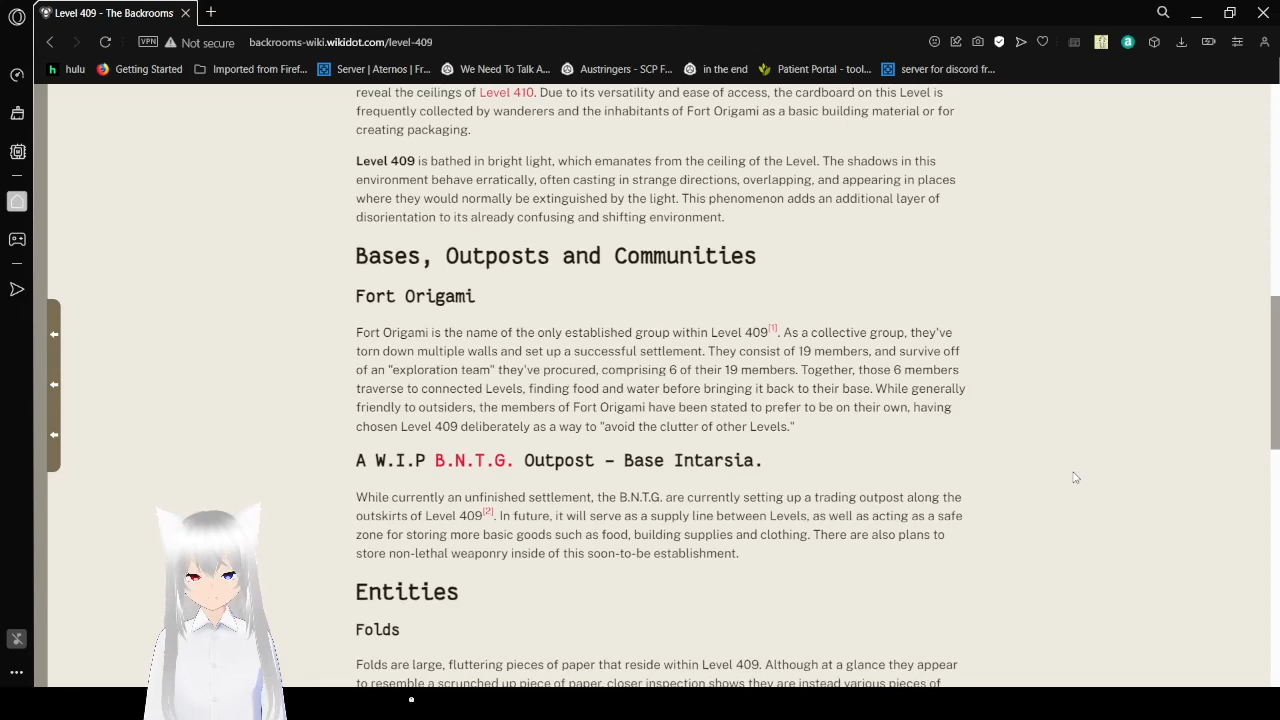 Level 409 - The Backrooms
VPN
Not secure
backrooms-wiki.wikidot.com/level-409
hulu
Getting Started
Imported from Firef...
Server | Aternos | Fr...
We Need To Talk A...
Austringers - SCP F...
in the end
Patient Portal - tool...
server for discord fr...
reveal the ceilings of Level 410. Due to its versatility and ease of access, the cardboard on this Level is
frequently collected by wanderers and the inhabitants of Fort Origami as a basic building material or for
creating packaging.
Level 409 is bathed in bright light, which emanates from the ceiling of the Level. The shadows in this
environment behave erratically, often casting in strange directions, overlapping, and appearing in places
where they would normally be extinguished by the light. This phenomenon adds an additional layer of
disorientation to its already confusing and shifting environment.
Bases, Outposts and Communities
Fort Origami
Fort Origami is the name of the only established group within Level 409[1]. As a collective group, they've
torn down multiple walls and set up a successful settlement. They consist of 19 members, and survive off
of an "exploration team" they've procured, comprising 6 of their 19 members. Together, those 6 members
traverse to connected Levels, finding food and water before bringing it back to their base. While generally
friendly to outsiders, the members of Fort Origami have been stated to prefer to be on their own, having
chosen Level 409 deliberately as a way to "avoid the clutter of other Levels."
A W.I.P B.N.T.G. Outpost – Base Intarsia.
While currently an unfinished settlement, the B.N.T.G. are currently setting up a trading outpost along the
outskirts of Level 409[2]. In future, it will serve as a supply line between Levels, as well as acting as a safe
zone for storing more basic goods such as food, building supplies and clothing. There are also plans to
store non-lethal weaponry inside of this soon-to-be establishment.
Entities
Folds
Folds are large, fluttering pieces of paper that reside within Level 409. Although at a glance they appear
to resemble a scrunched up piece of paper, closer inspection shows they are instead various pieces of